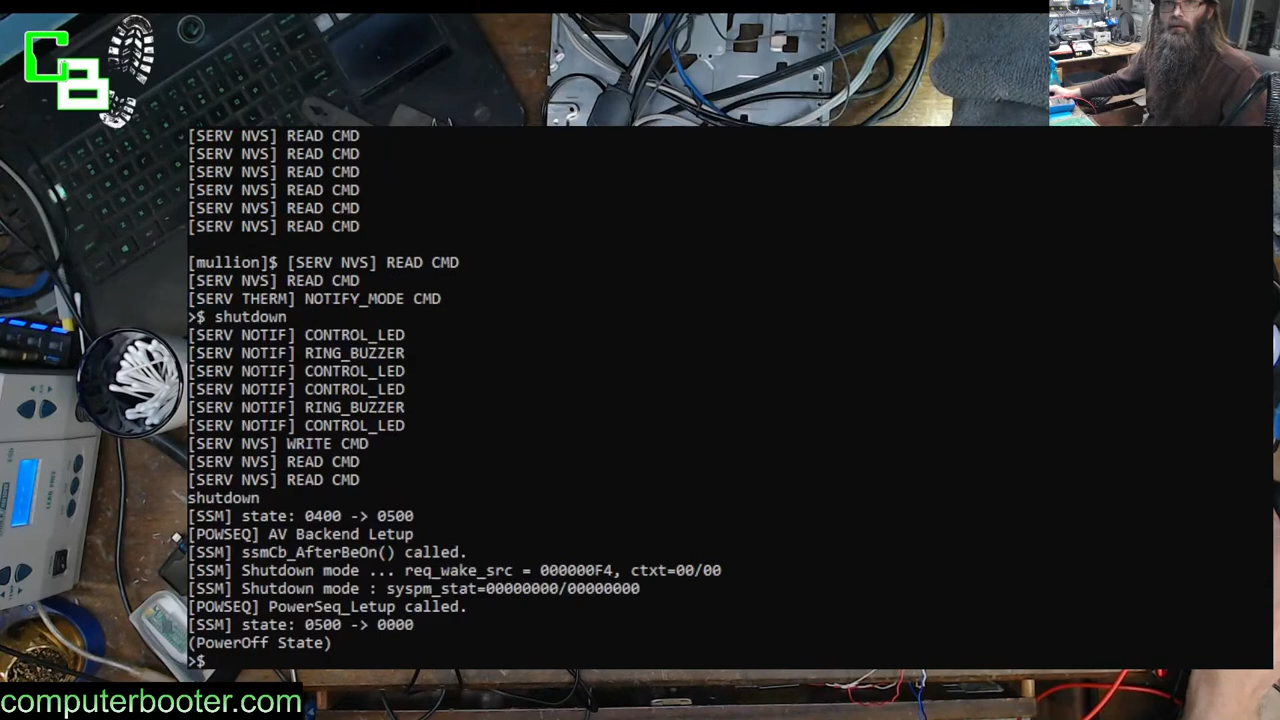 CB
[SERV NVS] READ CMD
[SERV NVS] READ CMD
[SERV NVS] READ CMD
[SERV NVS] READ CMD
[SERV NVS] READ CMD
[SERV NVS] READ CMD
[mullion]$ [SERV NVS] READ CMD
[SERV NVS] READ CMD
[SERV THERM] NOTIFY_MODE CMD
>$ shutdown
[SERV NOTIF] CONTROL_LED
[SERV NOTIF] RING_BUZZER
[SERV NOTIF] CONTROL_LED
[SERV NOTIF] CONTROL_LED
[SERV NOTIF] RING_BUZZER
[SERV NOTIF] CONTROL_LED
[SERV NVS] WRITE CMD
[SERV NVS] READ CMD
[SERV NVS] READ CMD
shutdown
[SSM] state: 0400 -> 0500
[POWSEQ] AV Backend Letup
[SSM] ssmCb_AfterBeOn() called.
[SSM] Shutdown mode ... req_wake_src = 000000F4, ctxt=00/00
[SSM] Shutdown mode : syspm_stat=00000000/00000000
[POWSEQ] PowerSeq_Letup called.
[SSM] state: 0500 -> 0000
(PowerOff State)
>$
computerbooter.com